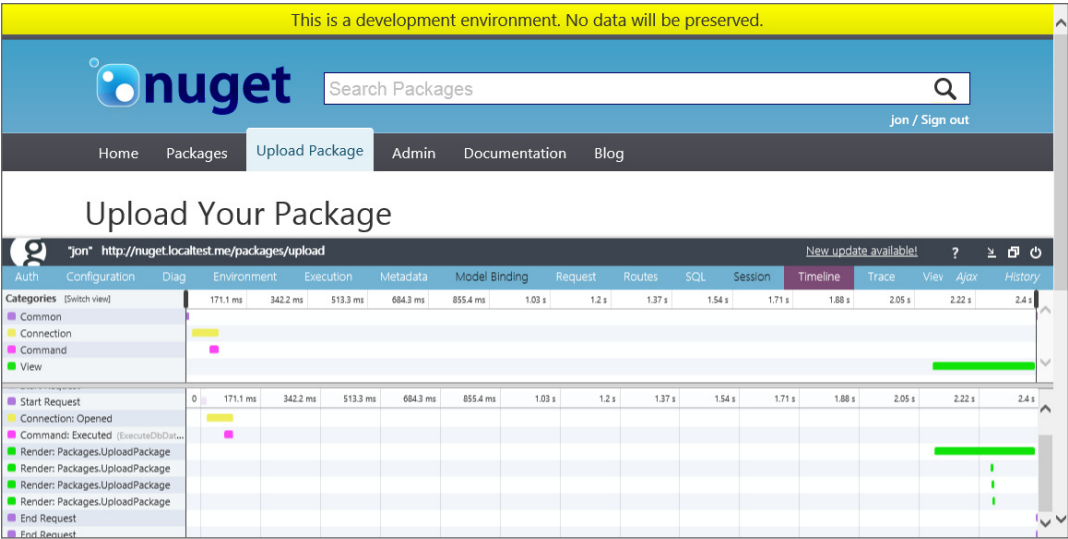 This is a development environment. No data will be preserved.
nuget Search Packages
jon / Sign out
Home Packages Upload Package Admin Documentation Blog
Upload Your Package
g "jon" http://nuget.localtest.me/packages/upload New update available! ?
Auth Configuration Diag Environment Execution Metadata Model Binding Request Routes SQL Session Timeline Trace View Ajax History
Categories [Switch view] 171.1 ms 342.2 ms 513.3 ms 684.3 ms 855.4 ms 1.03 s 1.2 s 1.37 s 1.54 s 1.71 s 1.88 s 2.05 s 2.22 s 2.4 s
Common
Connection
Command
View
Start Request
Start Request 0 171.1 ms 342.2 ms 513.3 ms 684.3 ms 855.4 ms 1.03 s 1.2 s 1.37 s 1.54 s 1.71 s 1.88 s 2.05 s 2.22 s 2.4 s
Connection: Opened
Command: Executed (ExecuteDbDat...
Render: Packages.UploadPackage
Render: Packages.UploadPackage
Render: Packages.UploadPackage
Render: Packages.UploadPackage
End Request
End Request